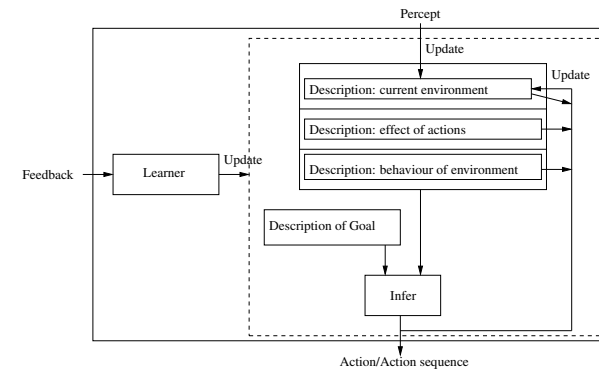 Percept
Update
Update
Description: current environment
Description: effect of actions
Update
Description: behaviour of environment
Feedback
Learner
Description of Goal
Infer
Action/Action sequence